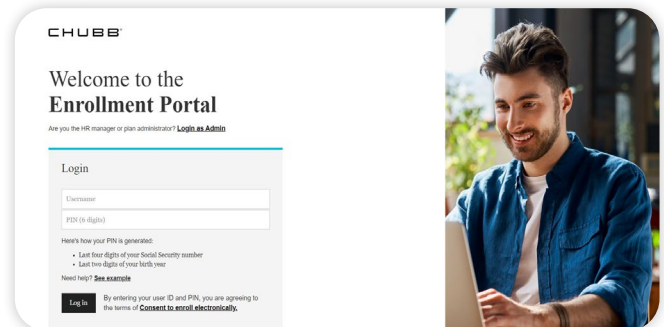 CHUBB®
Welcome to the
Enrollment Portal
Are you the HR manager or plan administrator? Login as Admin
Login
Username
PIN (6 digits)
Here's how your PIN is generated:
• Last four digits of your Social Security number
• Last two digits of your birth year
Need help? See example
Log in
By entering your user ID and PIN, you are agreeing to
the terms of Consent to enroll electronically.